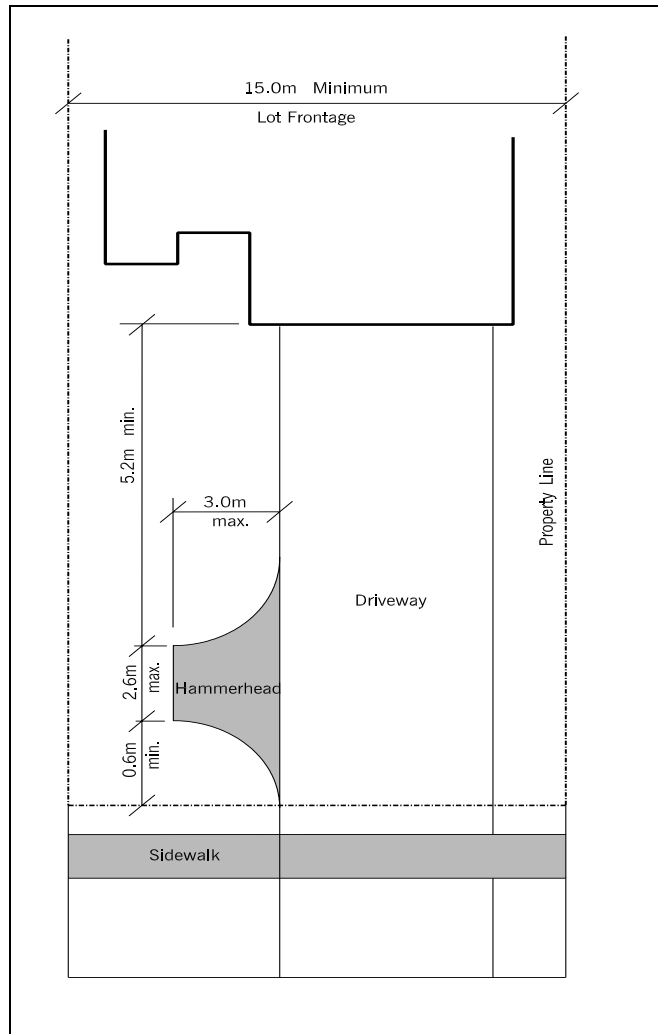 15.0m Minimum
Lot Frontage
5.2m min.
Property Line
3.0m
max.
Driveway
2.6m
max.
Hammerhead
0.6m
min.
Sidewalk